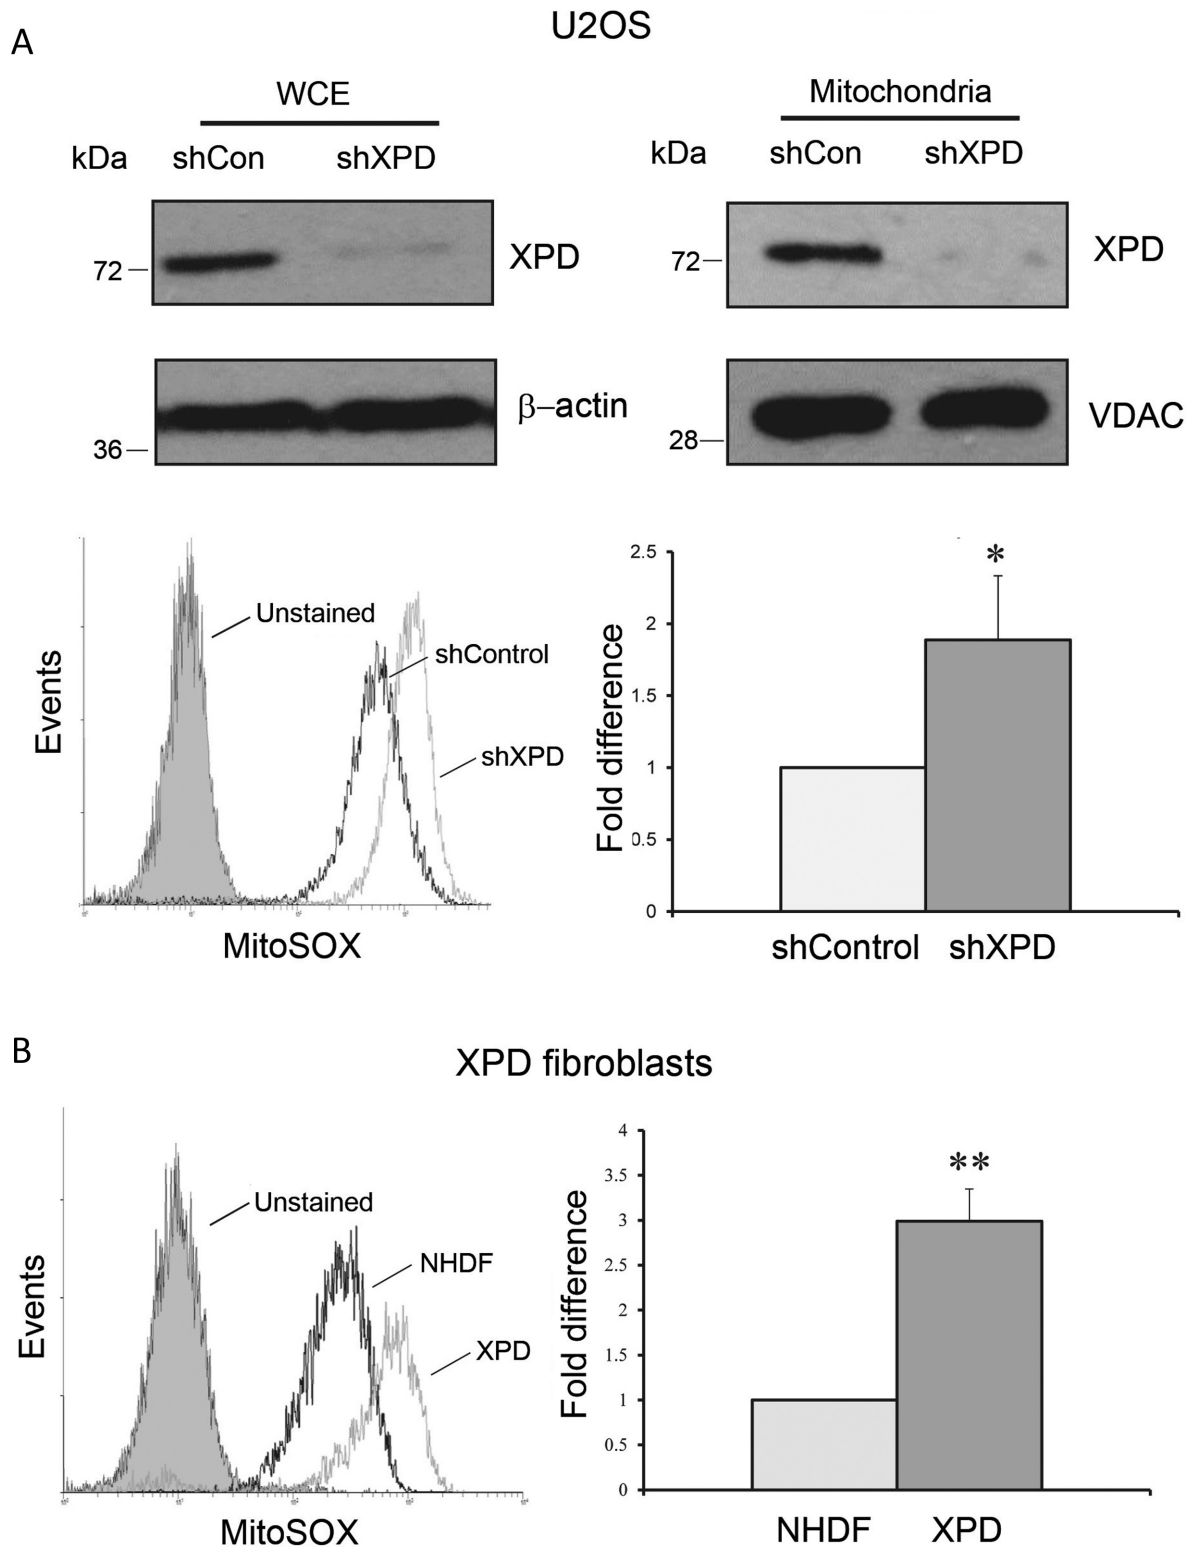 A
U2OS
WCE
kDa shCon shXPD
72
XPD
36
β–actin
Mitochondria
kDa shCon shXPD
72
XPD
28
VDAC
Events
Unstained
shControl
shXPD
MitoSOX
Fold difference
2.5
*
2
1.5
1
0.5
0
shControl shXPD
B
XPD fibroblasts
Events
Unstained
NHDF
XPD
MitoSOX
Fold difference
4
**
3.5
3
2.5
2
1.5
1
0.5
0
NHDF XPD